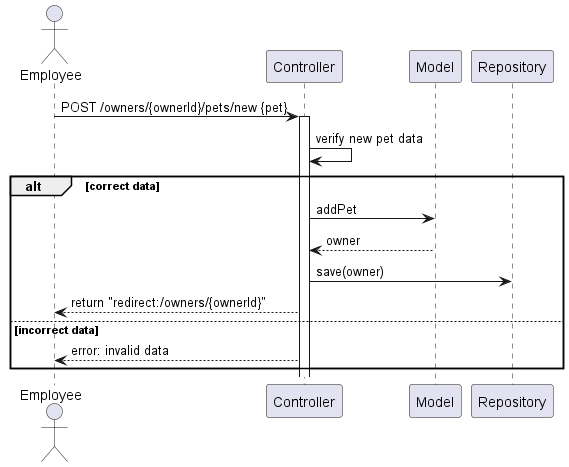 Employee
Controller
Model
Repository
POST /owners/{ownerId}/pets/new {pet}
verify new pet data
alt
[correct data]
addPet
owner
save(owner)
return "redirect:/owners/{ownerId}"
[incorrect data]
error: invalid data
Employee
Controller
Model
Repository